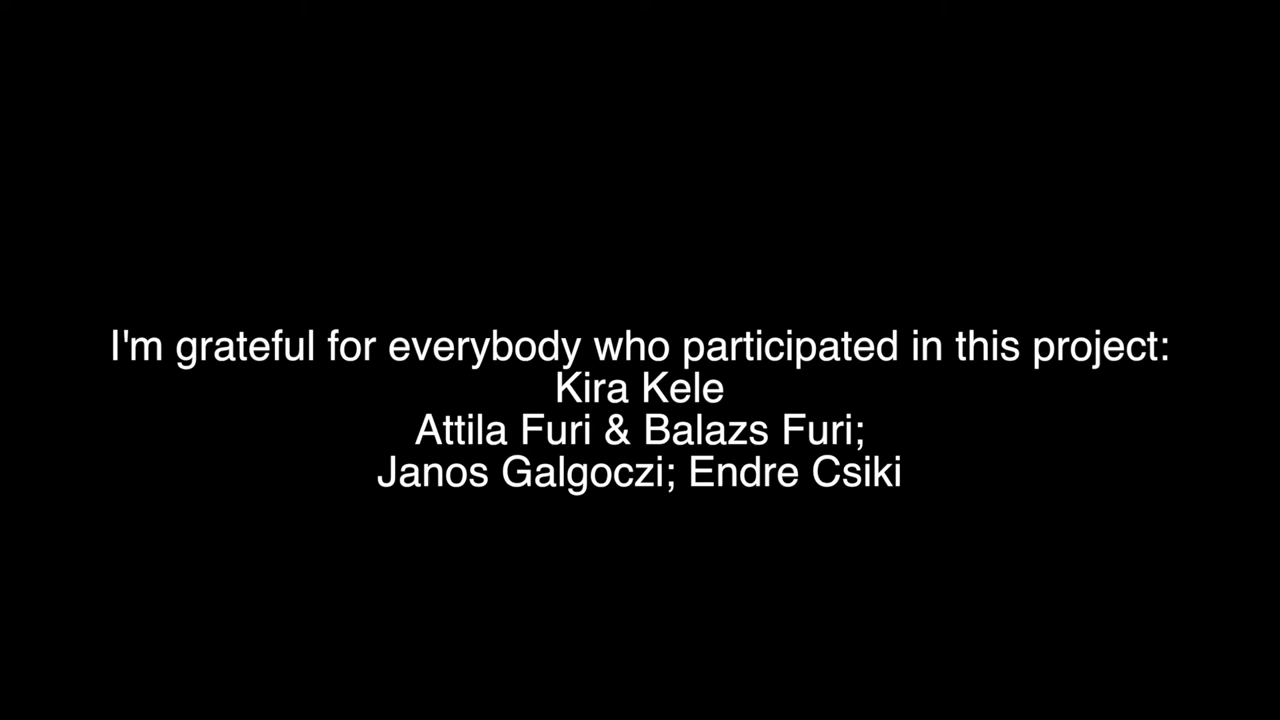 I'm grateful for everybody who participated in this project:
Kira Kele
Attila Furi & Balazs Furi;
Janos Galgoczi; Endre Csiki